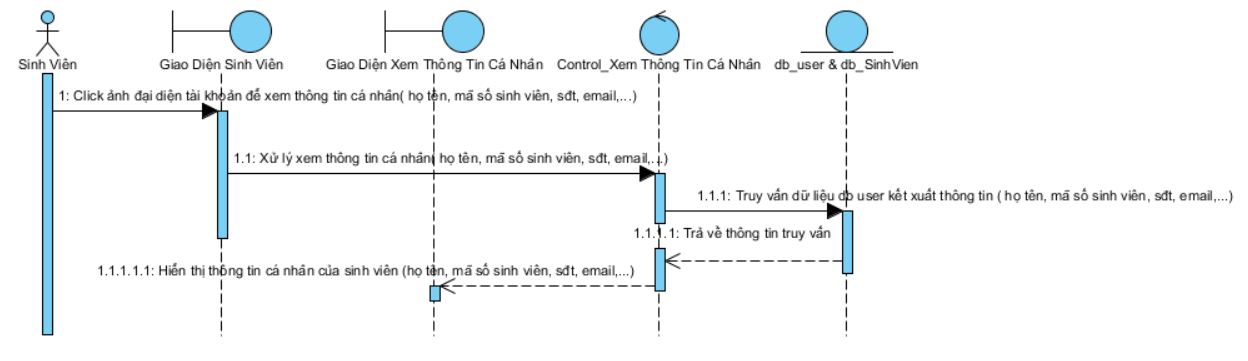 Sinh Viên
Giao Diện Sinh Viên
Giao Diện Xem Thông Tin Cá Nhân
Control_Xem Thông Tin Cá Nhân
db_user & db_SinhVien
1: Click ảnh đại diện tài khoản để xem thông tin cá nhân( họ tên, mã số sinh viên, sđt, email,...)
1.1: Xử lý xem thông tin cá nhân( họ tên, mã số sinh viên, sđt, email,...)
1.1.1: Truy vấn dữ liệu db user kết xuất thông tin ( họ tên, mã số sinh viên, sđt, email,...)
1.1.1.1: Trả về thông tin truy vấn
1.1.1.1.1: Hiển thị thông tin cá nhân của sinh viên (họ tên, mã số sinh viên, sđt, email,...)